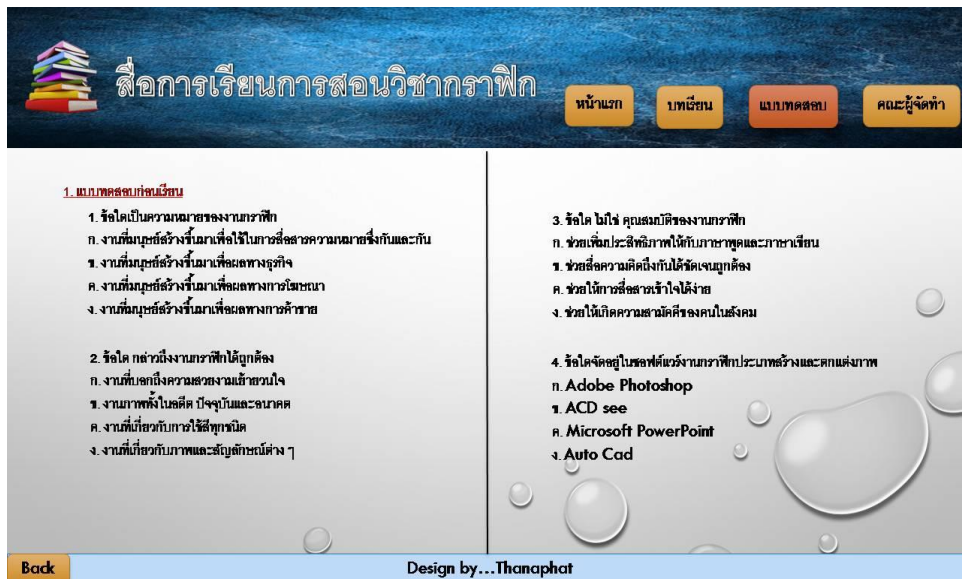 สื่อการเรียนการสอนวิชากราฟิก
หน้าแรก
บทเรียน
แบบทดสอบ
คณะผู้จัดทำ
1. แบบทดสอบก่อนเรียน
1. ข้อใดเป็นความหมายของงานกราฟิก
ก. งานที่มนุษย์สร้างขึ้นมาเพื่อใช้ในการสื่อสารความหมายซึ่งกันและกัน
ข. งานที่มนุษย์สร้างขึ้นมาเพื่อผลทางธุรกิจ
ค. งานที่มนุษย์สร้างขึ้นมาเพื่อผลทางการโฆษณา
ง. งานที่มนุษย์สร้างขึ้นมาเพื่อผลทางการค้าขาย
2. ข้อใด กล่าวถึงงานกราฟิกได้ถูกต้อง
ก. งานที่บอกถึงความสวยงามเย้ายวนใจ
ข. งานภาพทั้งในอดีต ปัจจุบันและอนาคต
ค. งานที่เกี่ยวกับการใช้สีทุกชนิด
ง. งานที่เกี่ยวกับภาพและสัญลักษณ์ต่าง ๆ
3. ข้อใด ไม่ใช่ คุณสมบัติของงานกราฟิก
ก. ช่วยเพิ่มประสิทธิภาพให้กับภาษาพูดและภาษาเขียน
ข. ช่วยสื่อความคิดถึงกันได้ชัดเจนถูกต้อง
ค. ช่วยให้การสื่อสารเข้าใจได้ง่าย
ง. ช่วยให้เกิดความสามัคคีของคนในสังคม
4. ข้อใดจัดอยู่ในซอฟต์แวร์งานกราฟิกประเภทสร้างและตกแต่งภาพ
ก. Adobe Photoshop
ข. ACD see
ค. Microsoft PowerPoint
ง. Auto Cad
Back
Design by...Thanaphat